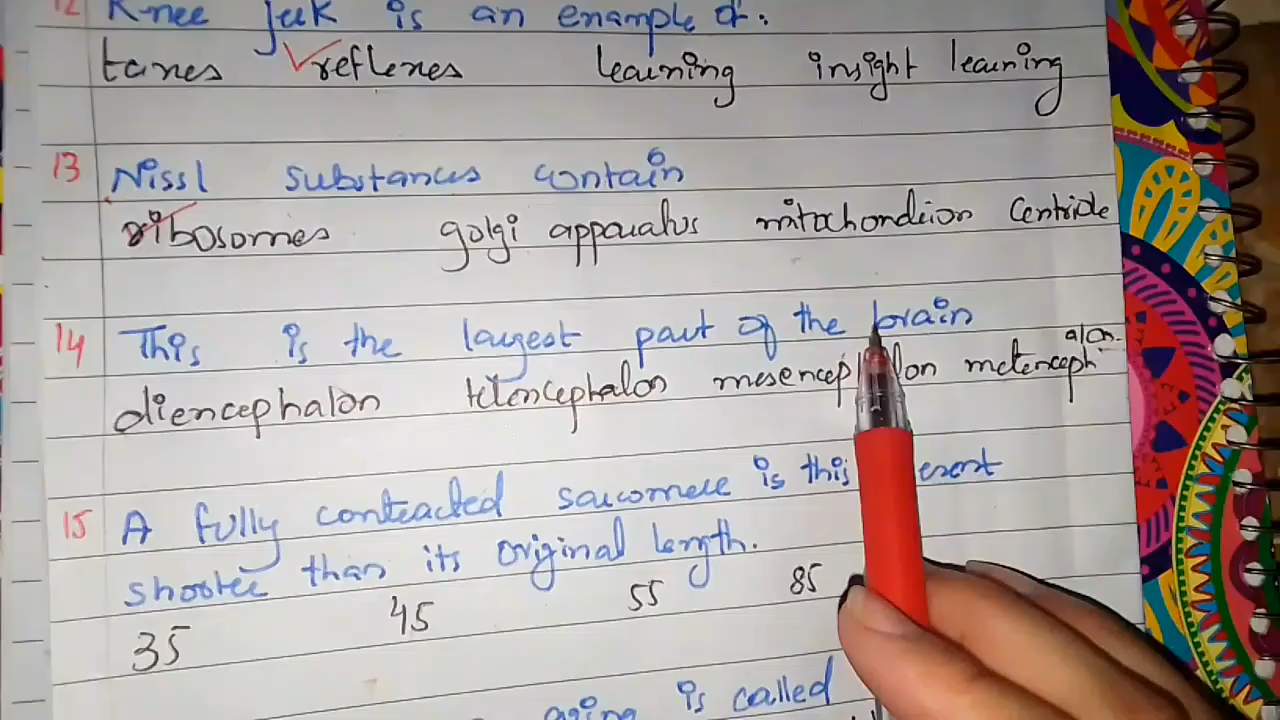 12 Knee jerk is an example of.
taxes reflexes learning insight learning
13 Nissl substances contain
ribosomes golgi apparatus mitochondrion Centriole
14 This is the largest part of the brain
diencephalon telencephalon mesencephalon metencephalon
15 A fully contracted sarcomere is this percent
shorter than its original length.
35 45 55 85
aging is called